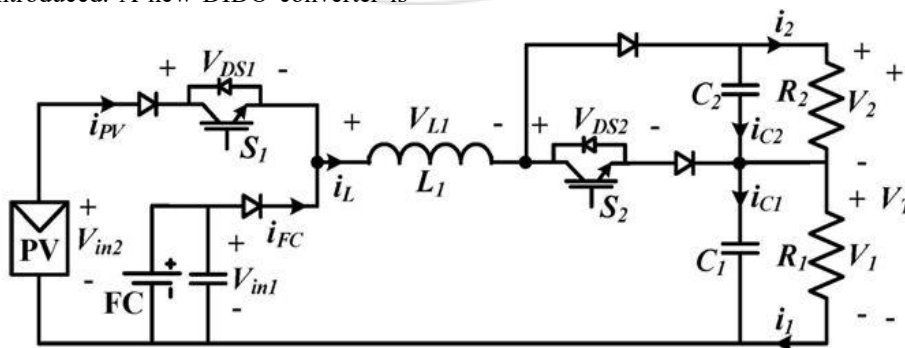 introduced. A new DIDO converter is
i2
+ VDS1 -
iPV
S1
+ VL1 -
iL
L1
+ VDS2 -
S2
C2
iC2
R2
+
V2
-
+
PV
+
Vin2
-
FC
+
iFC
+
Vin1
-
iC1
C1
R1
+
V1
-
VT
-
i1